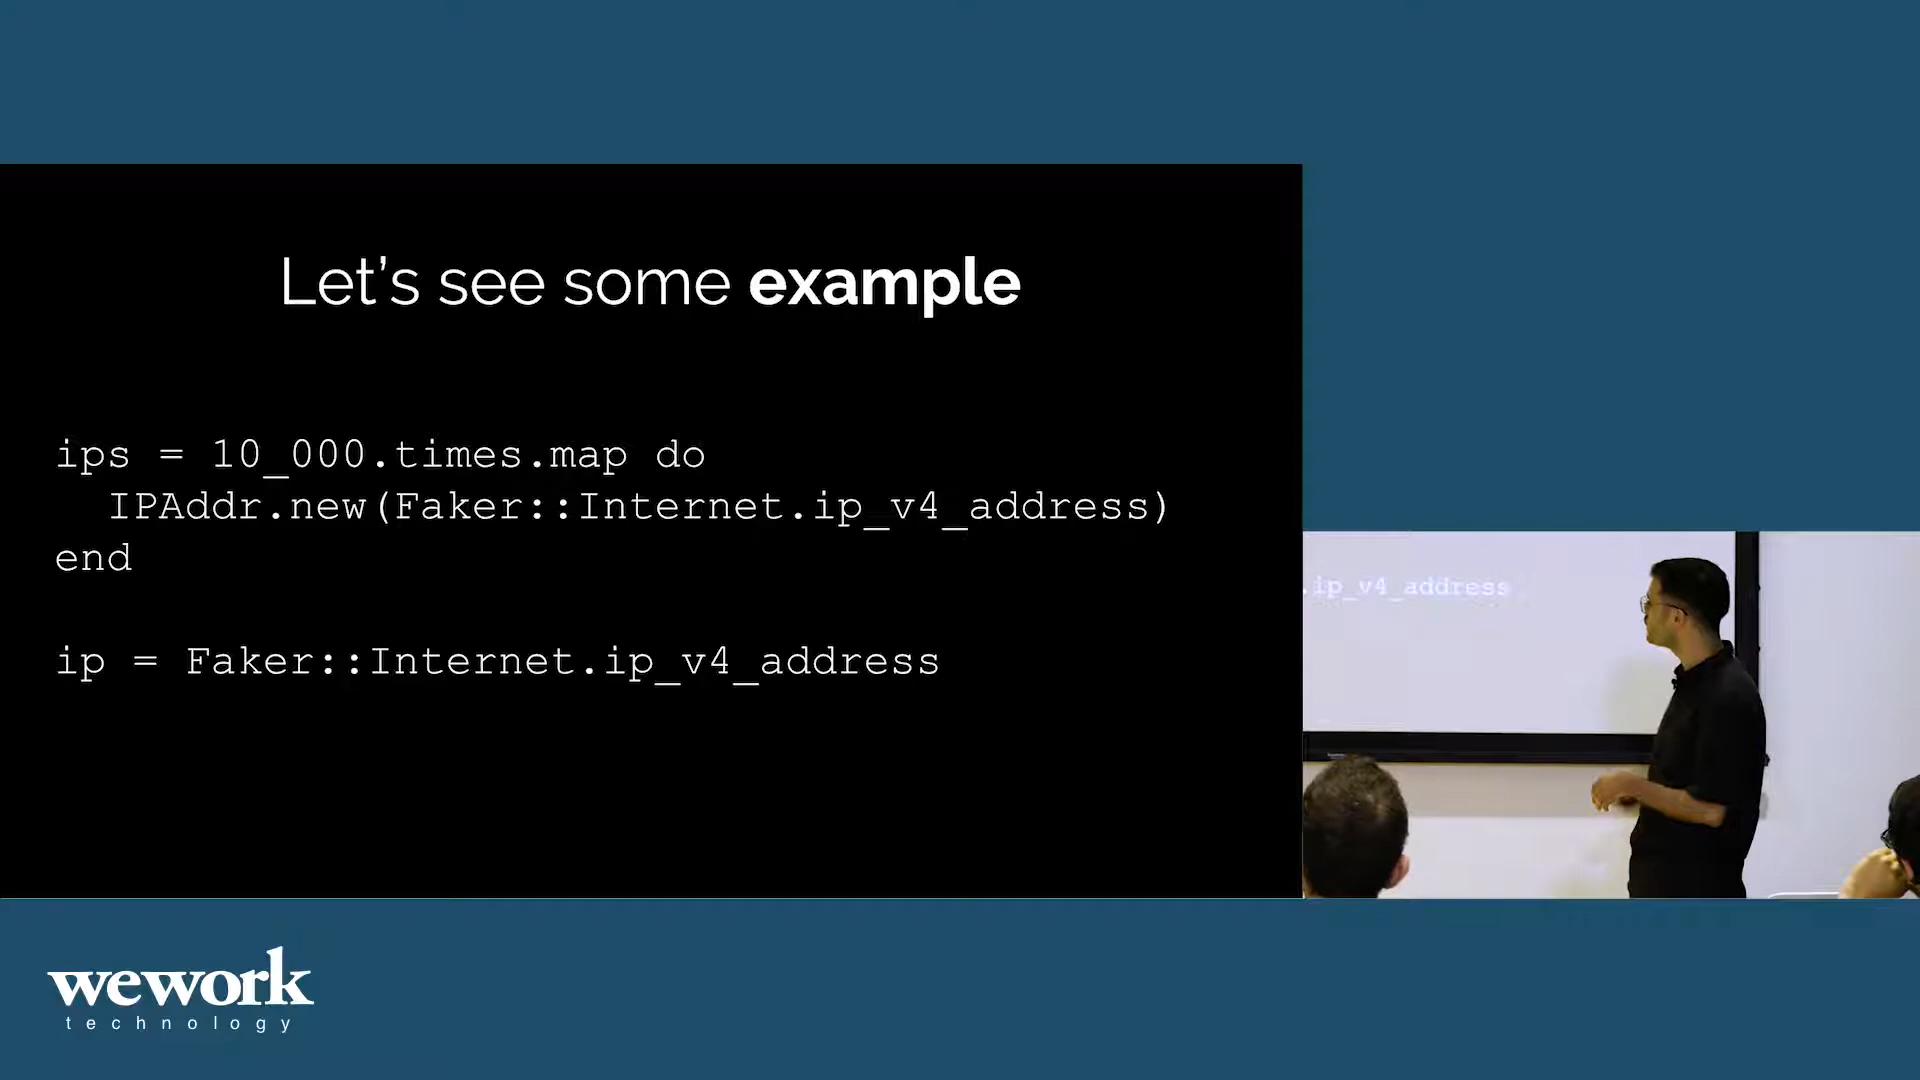 Let’s see some example
ips = 10_000.times.map do
  IPAddr.new(Faker::Internet.ip_v4_address)
end
ip = Faker::Internet.ip_v4_address
.ip_v4_address
wework
technology